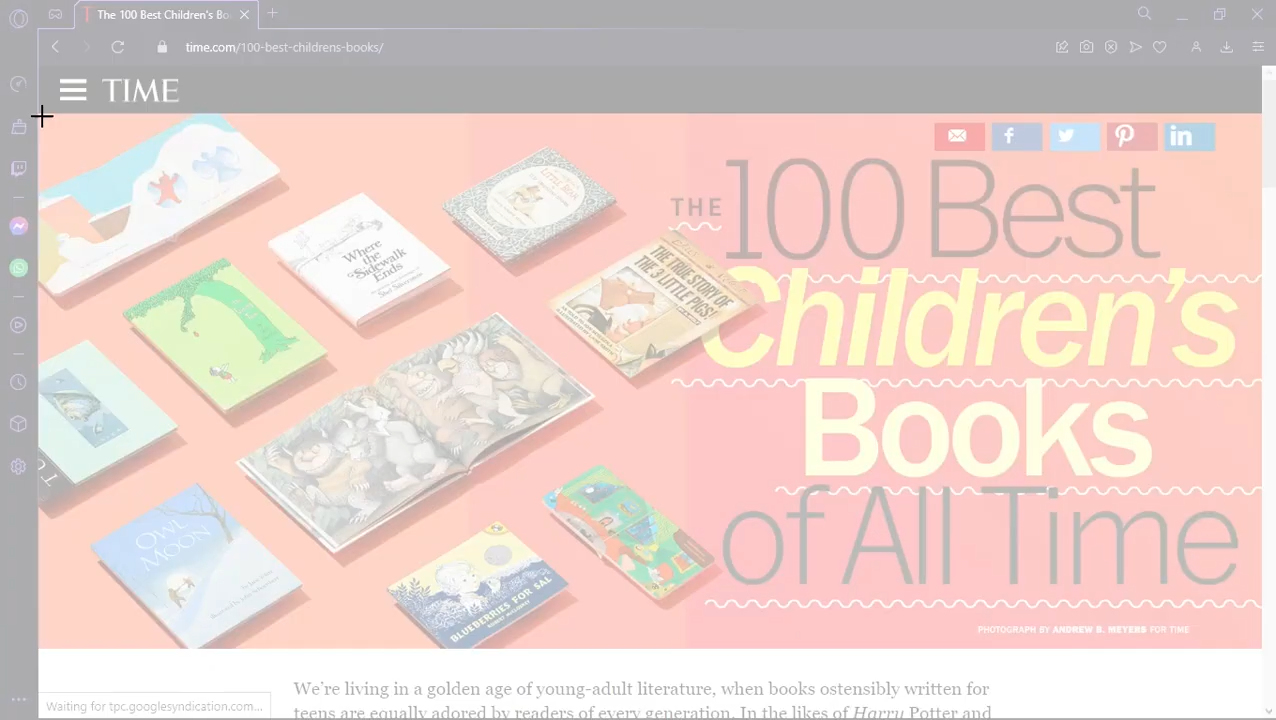 The 100 Best Children's Bo
time.com/100-best-childrens-books/
TIME
THE
100 Best
Children's
Books
of All Time
Where
the
Sidewalk
Ends
Shel Silverstein
THE TRUE STORY OF
THE 3 LITTLE PIGS!
OWL
MOON
BLUEBERRIES FOR SAL
ROBERT McCLOSKEY
PHOTOGRAPH BY ANDREW B. MEYERS FOR TIME
We're living in a golden age of young-adult literature, when books ostensibly written for
teens are equally adored by readers of every generation. In the likes of Harry Potter and
Waiting for tpc.googlesyndication.com...